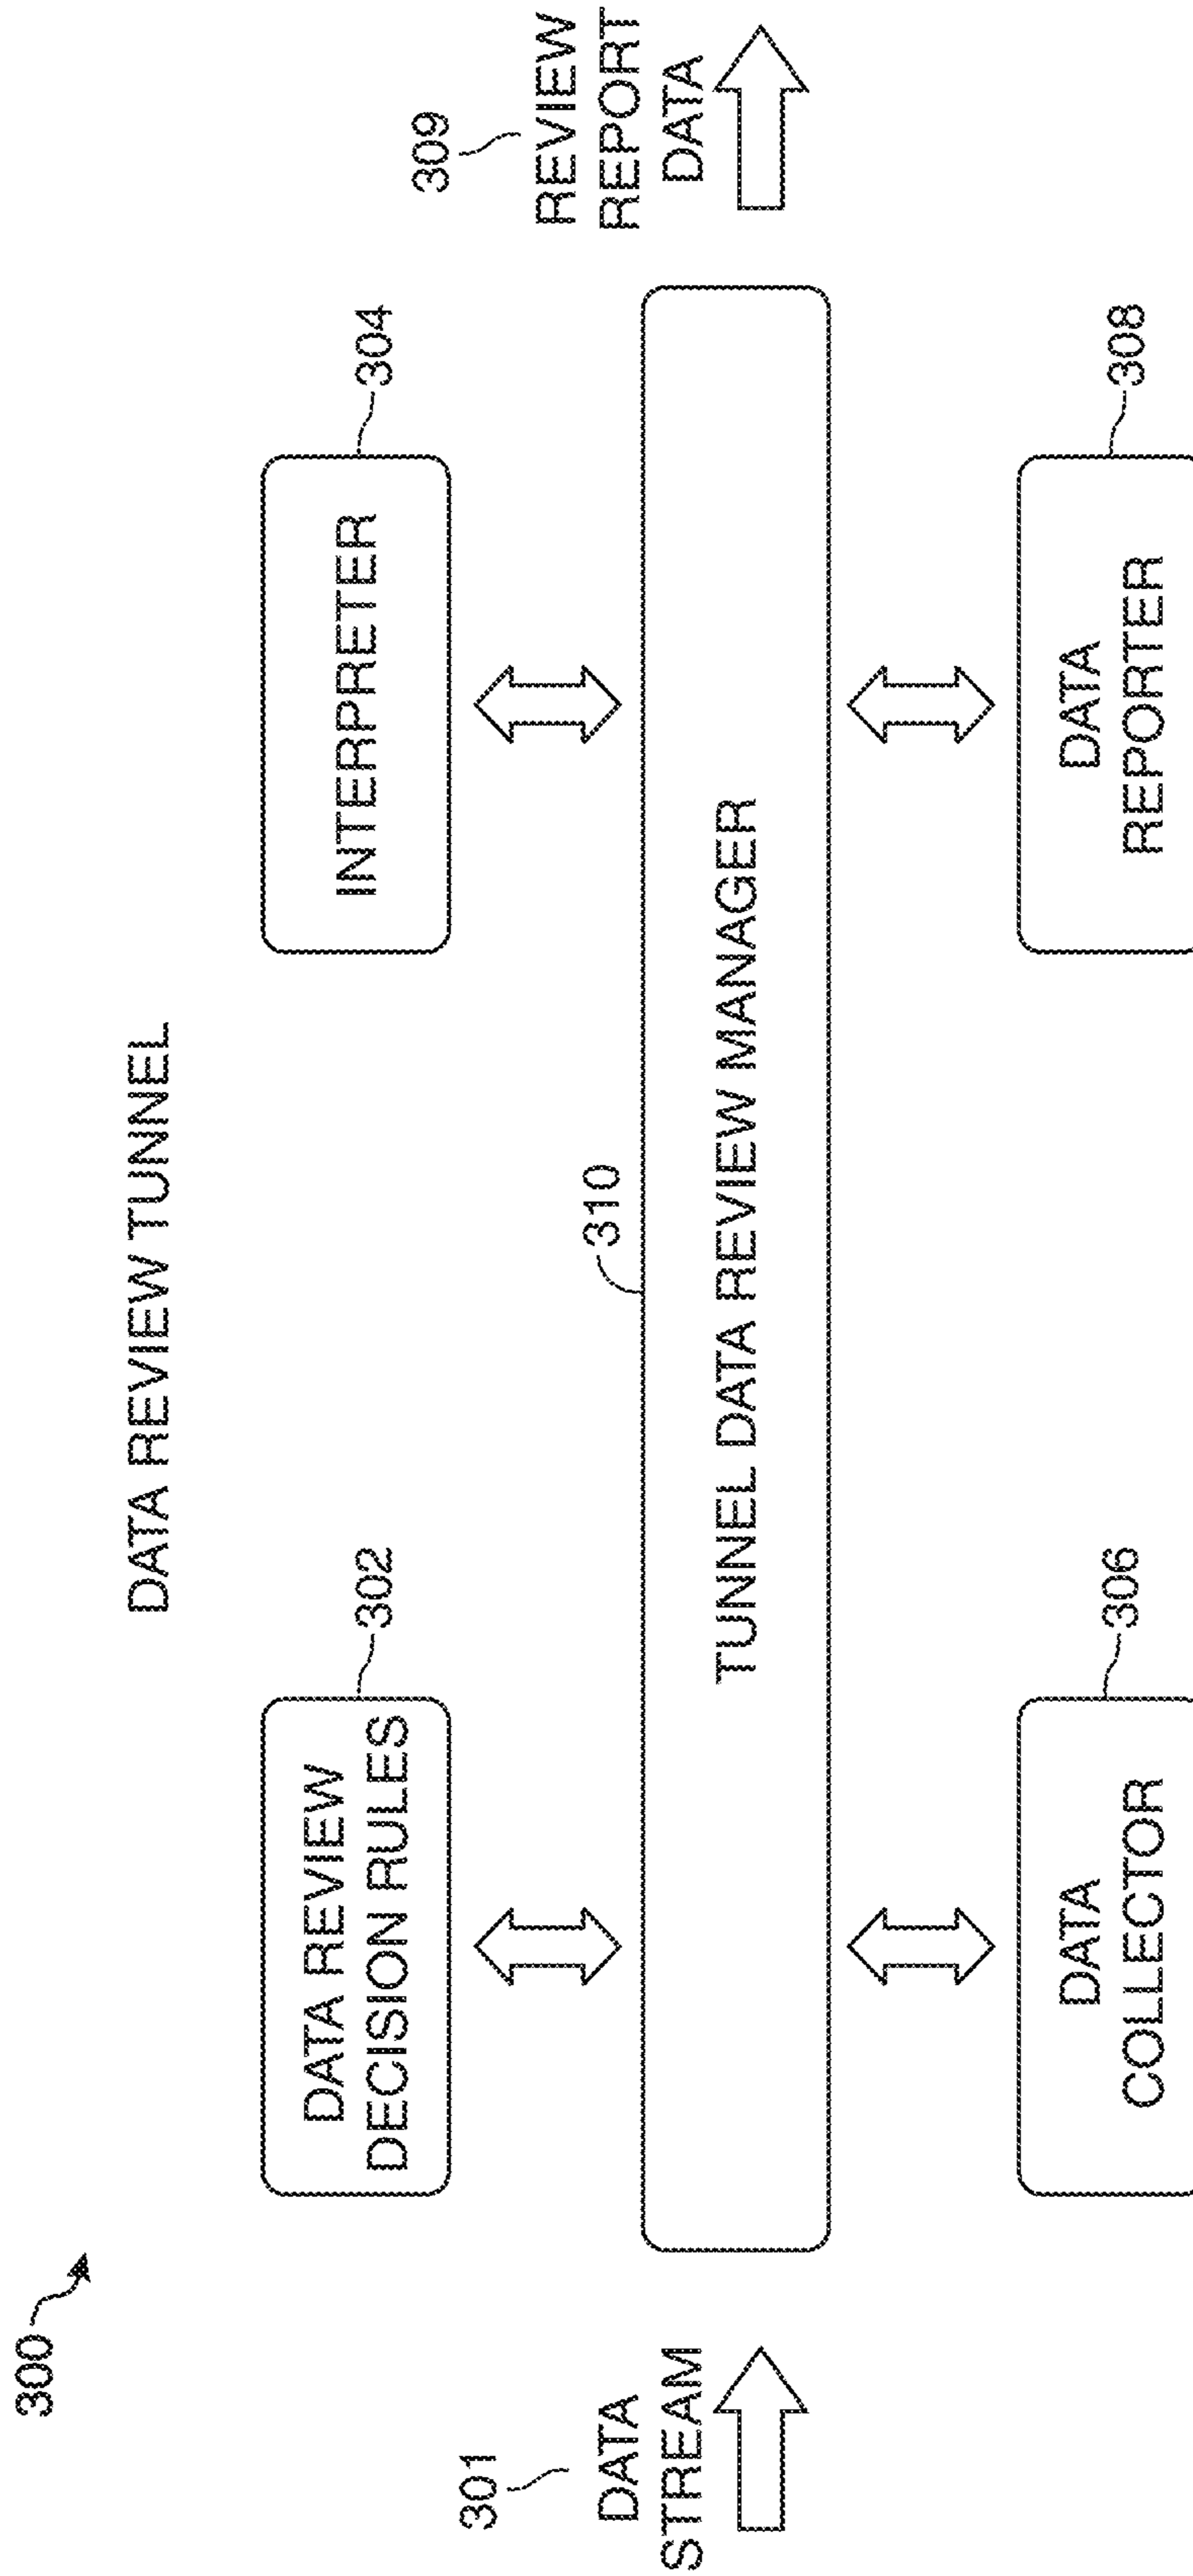 300
DATA REVIEW TUNNEL
302
304
DATA REVIEW
DECISION RULES
INTERPRETER
309
REVIEW
REPORT
DATA
301
DATA
STREAM
310
TUNNEL DATA REVIEW MANAGER
306
308
DATA
COLLECTOR
DATA
REPORTER